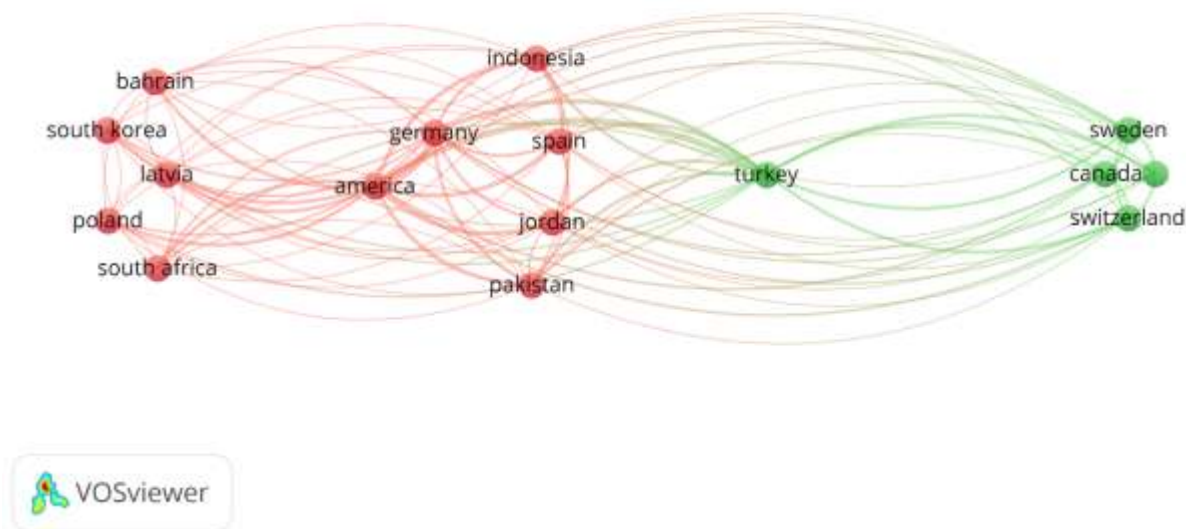 indonesia
bahrain
south korea
germany
spain
sweden
latvia
america
turkey
canada
poland
jordan
switzerland
south africa
pakistan
VOSviewer